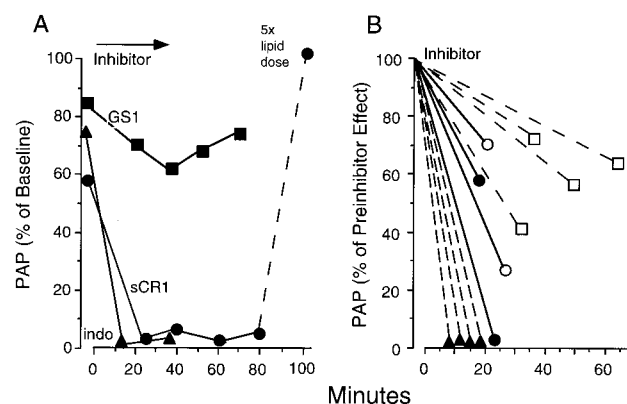 A
B
5x
lipid
dose
Inhibitor
Inhibitor
PAP (% of Baseline)
PAP (% of Preinhibitor Effect)
100
80
60
40
20
0
GS1
sCR1
indo
0 20 40 60 80 100
100
80
60
40
20
0
0 20 40 60
Minutes